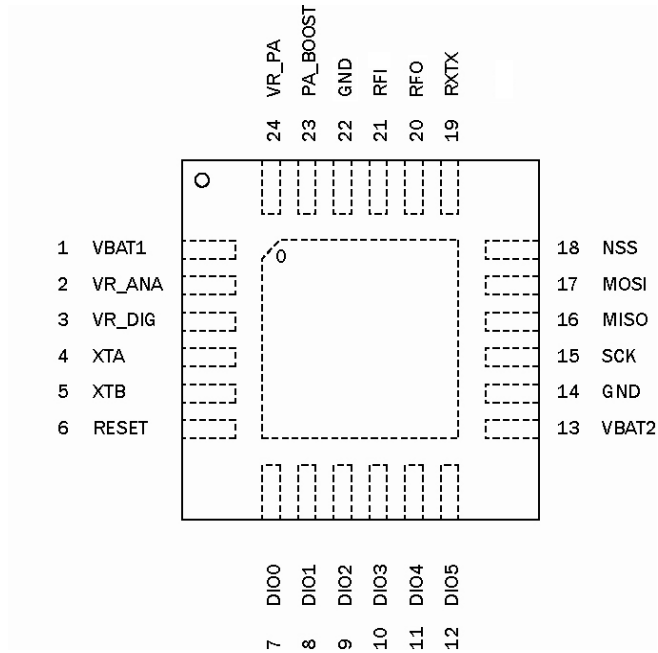 VR_PA
PA_BOOST
GND
RFI
RFO
RXTX
24
23
22
21
20
19
1 VBAT1
2 VR_ANA
3 VR_DIG
4 XTA
5 XTB
6 RESET
0
18 NSS
17 MOSI
16 MISO
15 SCK
14 GND
13 VBAT2
DIO0
DIO1
DIO2
DIO3
DIO4
DIO5
7
8
9
10
11
12